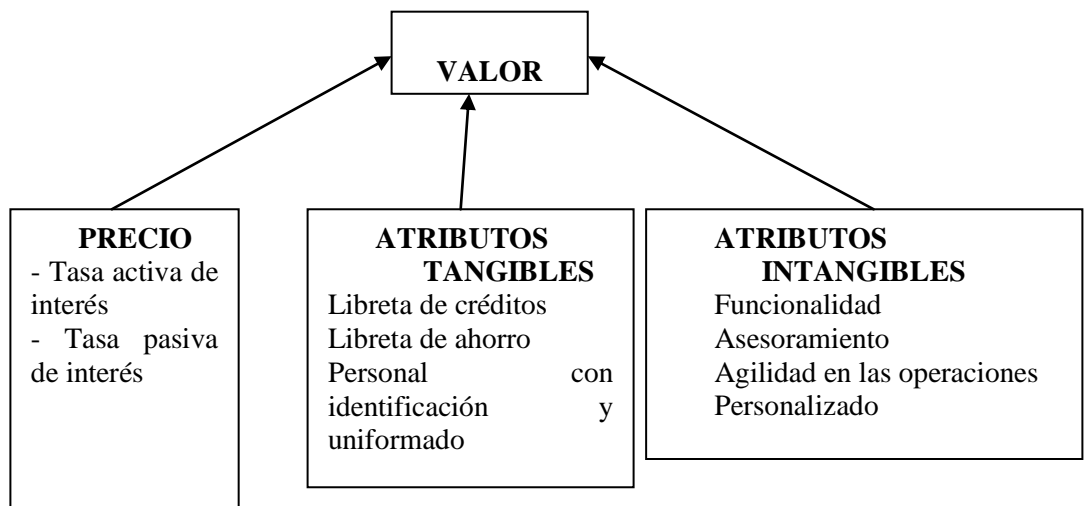 VALOR
PRECIO
- Tasa activa de
interés
- Tasa pasiva
de interés
ATRIBUTOS
TANGIBLES
Libreta de créditos
Libreta de ahorro
Personal con
identificación y
uniformado
ATRIBUTOS
INTANGIBLES
Funcionalidad
Asesoramiento
Agilidad en las operaciones
Personalizado